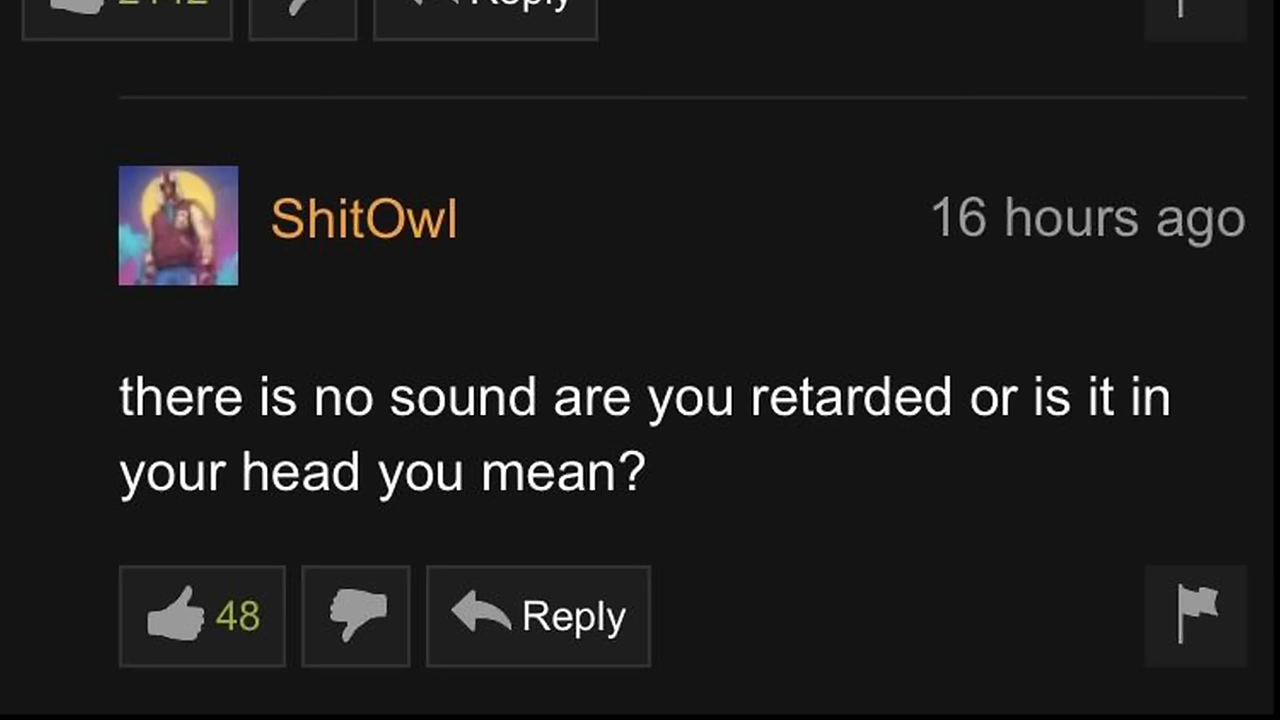 Reply
ShitOwl
16 hours ago
there is no sound are you retarded or is it in
your head you mean?
48
Reply